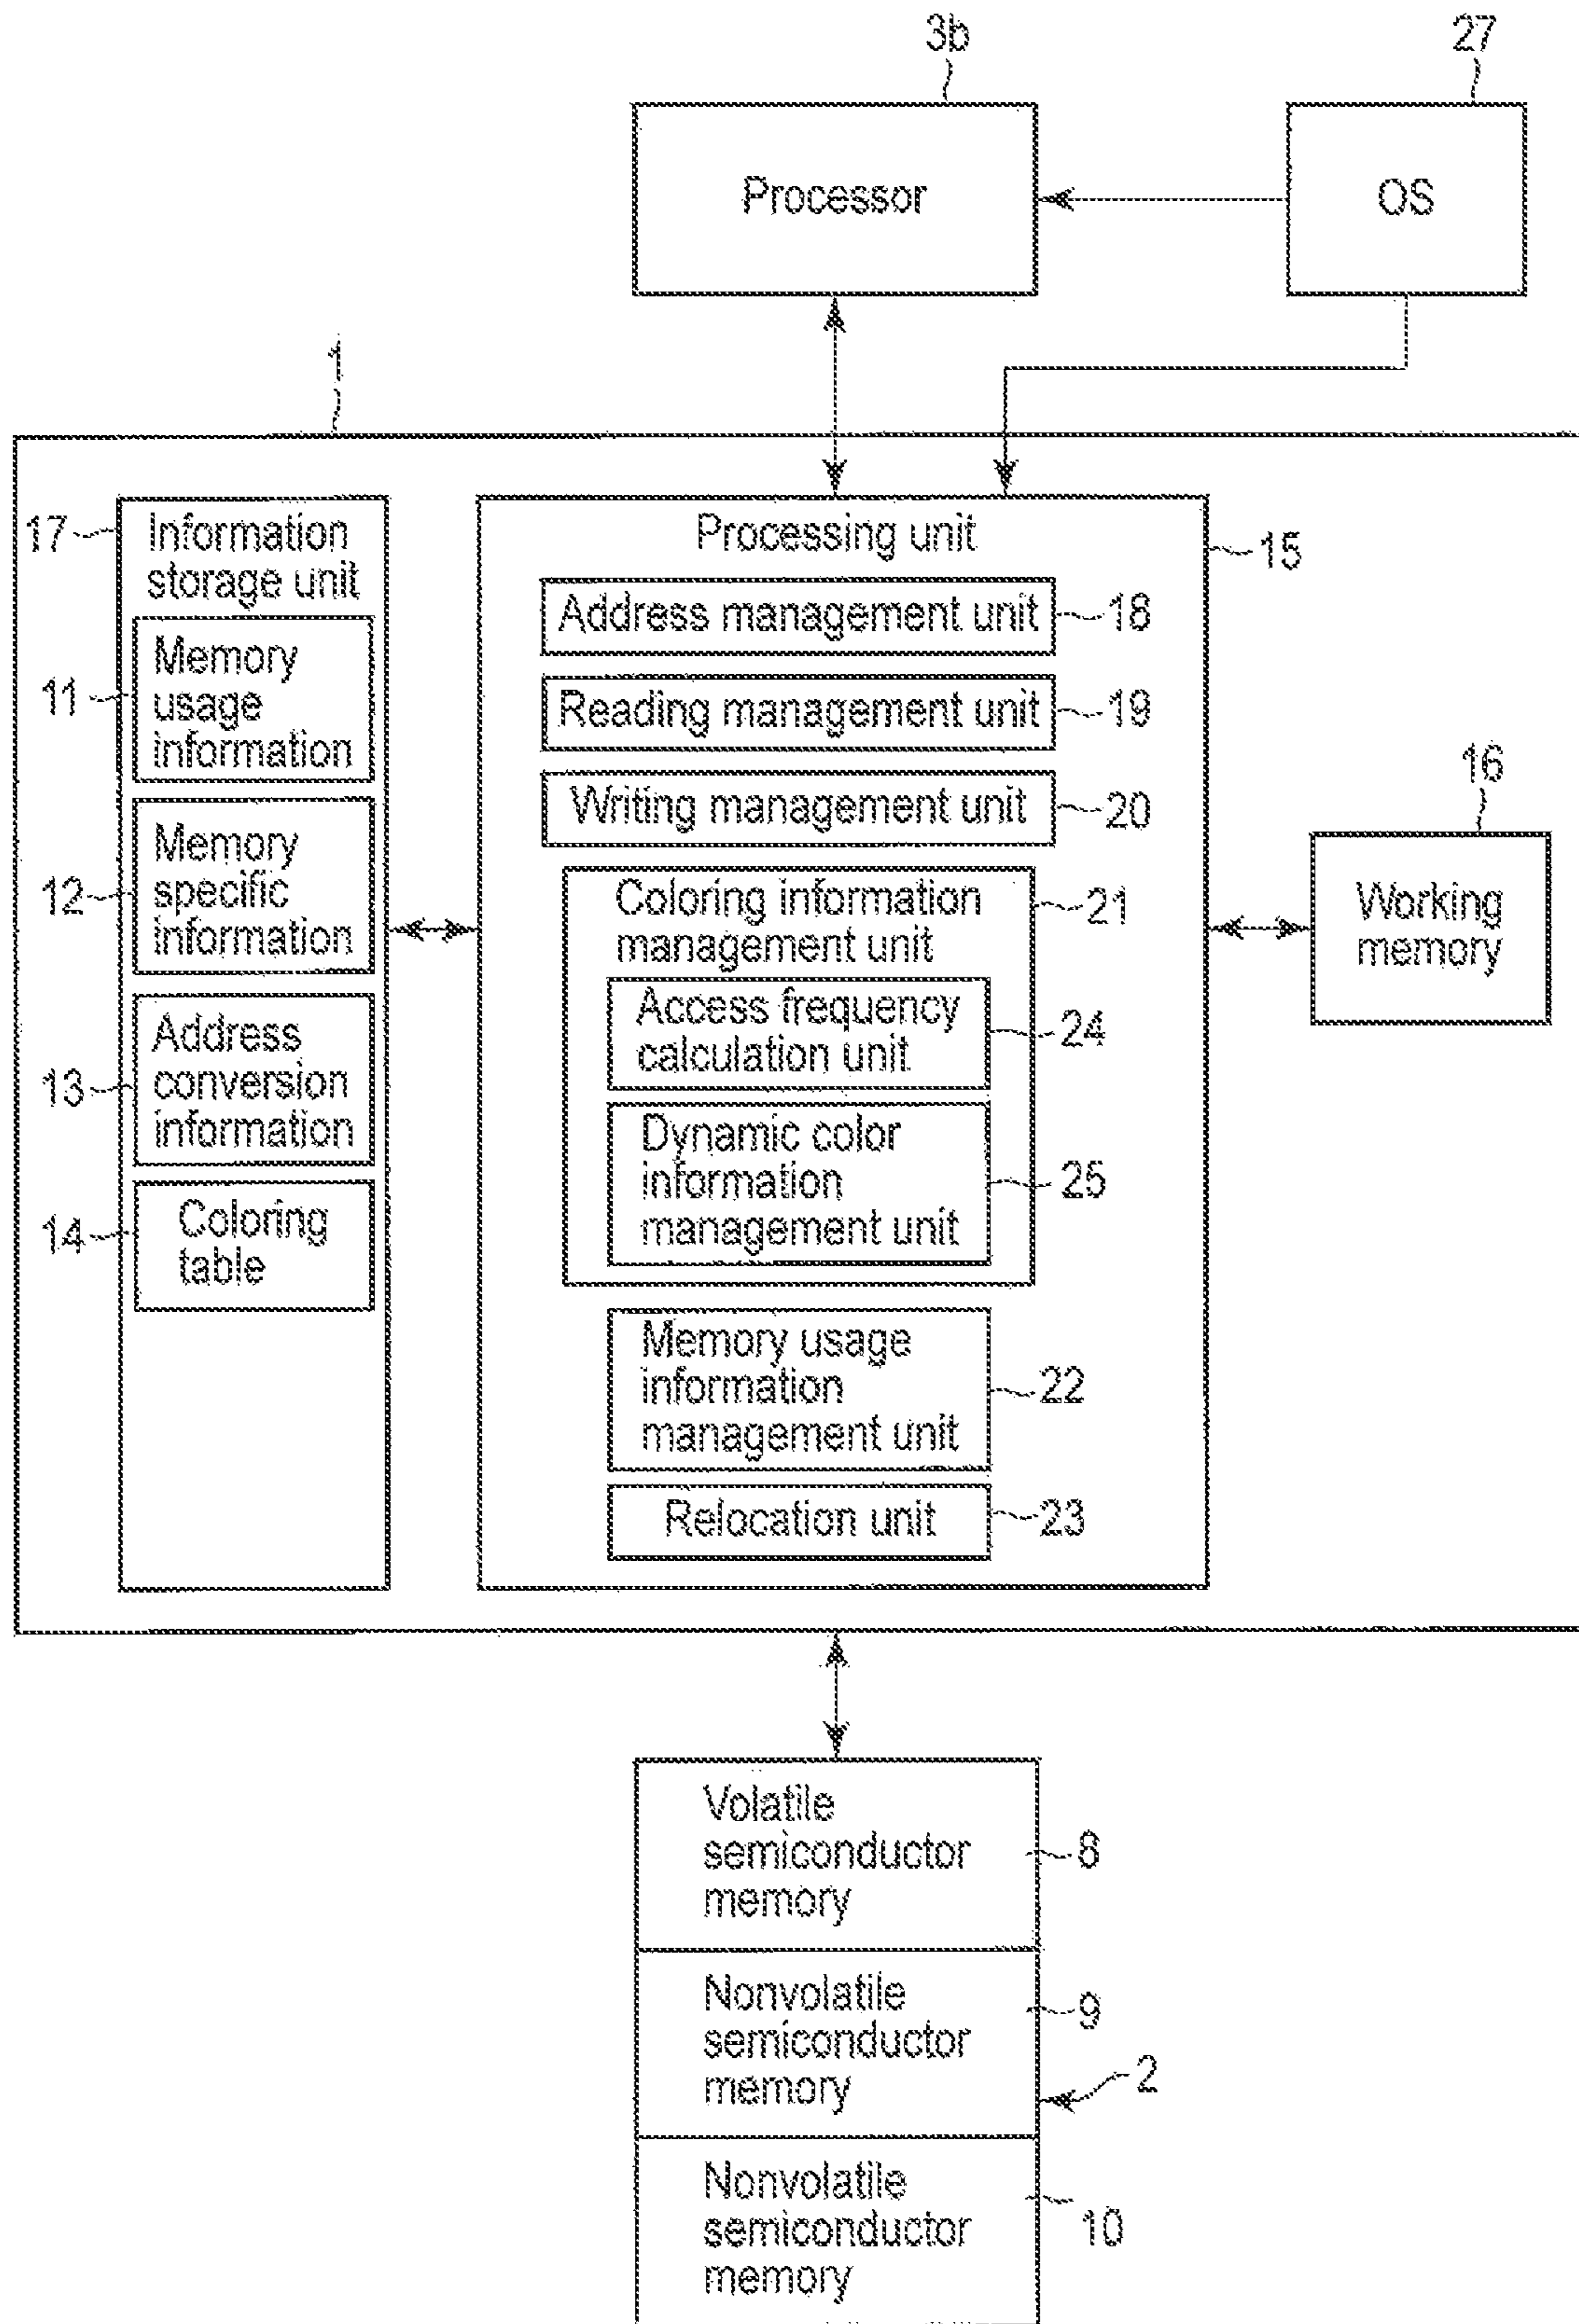 3b
27
Processor
OS
1
17
Information
storage unit
11
Memory
usage
information
12
Memory
specific
information
13
Address
conversion
information
14
Coloring
table
Processing unit
15
Address management unit
18
Reading management unit
19
Writing management unit
20
Coloring information
management unit
21
Access frequency
calculation unit
24
Dynamic color
information
management unit
25
Memory usage
information
management unit
22
Relocation unit
23
16
Working
memory
Volatile
semiconductor
memory
8
Nonvolatile
semiconductor
memory
9
2
Nonvolatile
semiconductor
memory
10